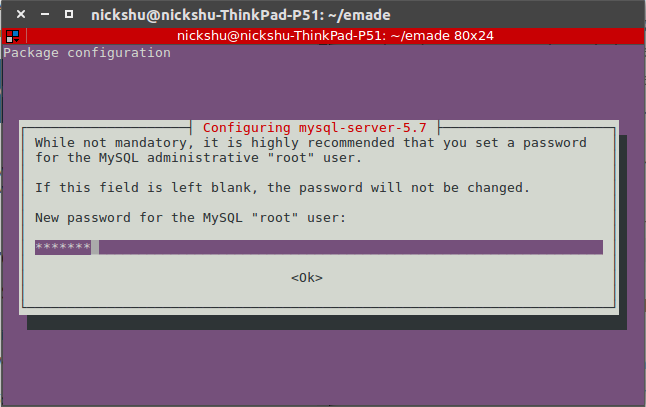 nickshu@nickshu-ThinkPad-P51: ~/emade
nickshu@nickshu-ThinkPad-P51: ~/emade 80x24
Package configuration
Configuring mysql-server-5.7
While not mandatory, it is highly recommended that you set a password
for the MySQL administrative "root" user.
If this field is left blank, the password will not be changed.
New password for the MySQL "root" user:
*******
<Ok>